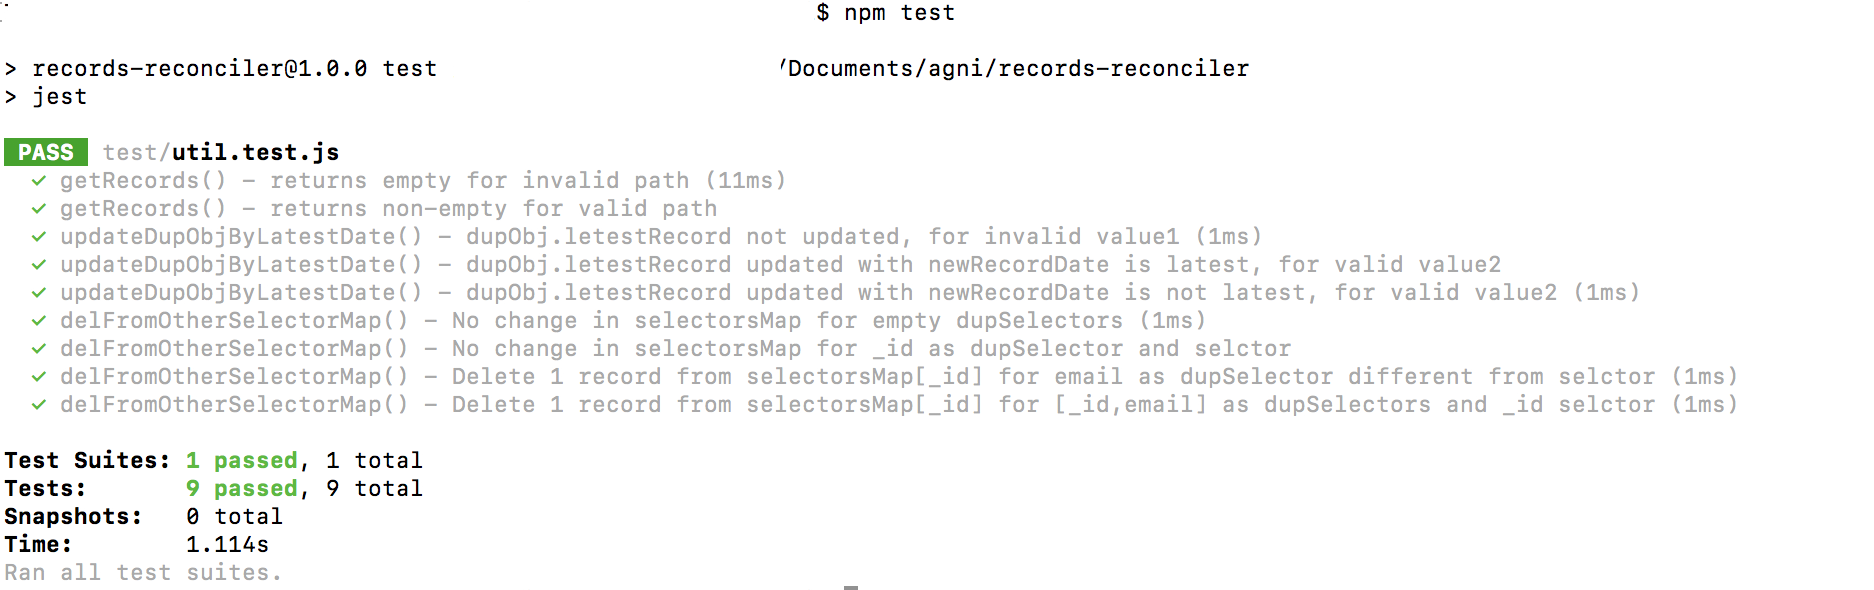 $ npm test
> records-reconciler@1.0.0 test /Documents/agni/records-reconciler
> jest
PASS test/util.test.js
✓ getRecords() – returns empty for invalid path (11ms)
✓ getRecords() – returns non-empty for valid path
✓ updateDupObjByLatestDate() – dupObj.letestRecord not updated, for invalid value1 (1ms)
✓ updateDupObjByLatestDate() – dupObj.letestRecord updated with newRecordDate is latest, for valid value2
✓ updateDupObjByLatestDate() – dupObj.letestRecord updated with newRecordDate is not latest, for valid value2 (1ms)
✓ delFromOtherSelectorMap() – No change in selectorsMap for empty dupSelectors (1ms)
✓ delFromOtherSelectorMap() – No change in selectorsMap for _id as dupSelector and selctor
✓ delFromOtherSelectorMap() – Delete 1 record from selectorsMap[_id] for email as dupSelector different from selctor (1ms)
✓ delFromOtherSelectorMap() – Delete 1 record from selectorsMap[_id] for [_id,email] as dupSelectors and _id selctor (1ms)
Test Suites: 1 passed, 1 total
Tests: 9 passed, 9 total
Snapshots: 0 total
Time: 1.114s
Ran all test suites.